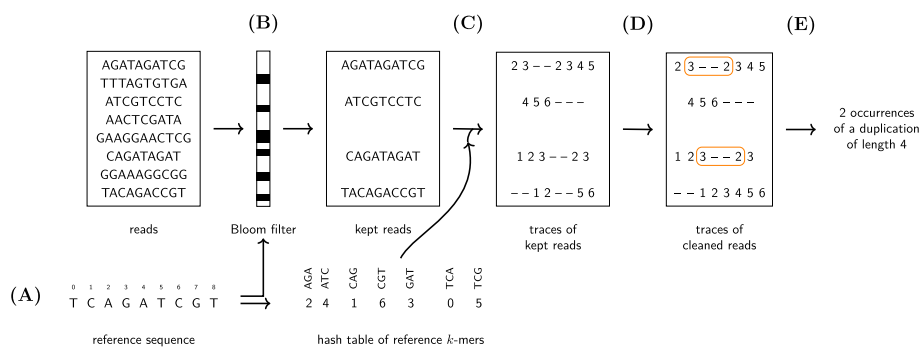 (B)
(C)
(D)
(E)
AGATAGATCG
TTTAGTGTGA
ATCGTCCTC
AACTCGATA
GAAGGAACTCG
CAGATAGAT
GGAAAGGCGG
TACAGACCGT
reads
Bloom filter
AGATAGATCG
ATCGTCCTC
CAGATAGAT
TACAGACCGT
kept reads
2 3 – – 2 3 4 5
4 5 6 – – –
1 2 3 – – 2 3
– – 1 2 – – 5 6
traces of
kept reads
2 3 – – 2 3 4 5
4 5 6 – – –
1 2 3 – – 2 3
– – 1 2 3 4 5 6
traces of
cleaned reads
2 occurrences
of a duplication
of length 4
(A)
0 1 2 3 4 5 6 7 8
T C A G A T C G T
reference sequence
AGA ATC CAG CGT GAT TCA TCG
2 4 1 6 3 0 5
hash table of reference k-mers